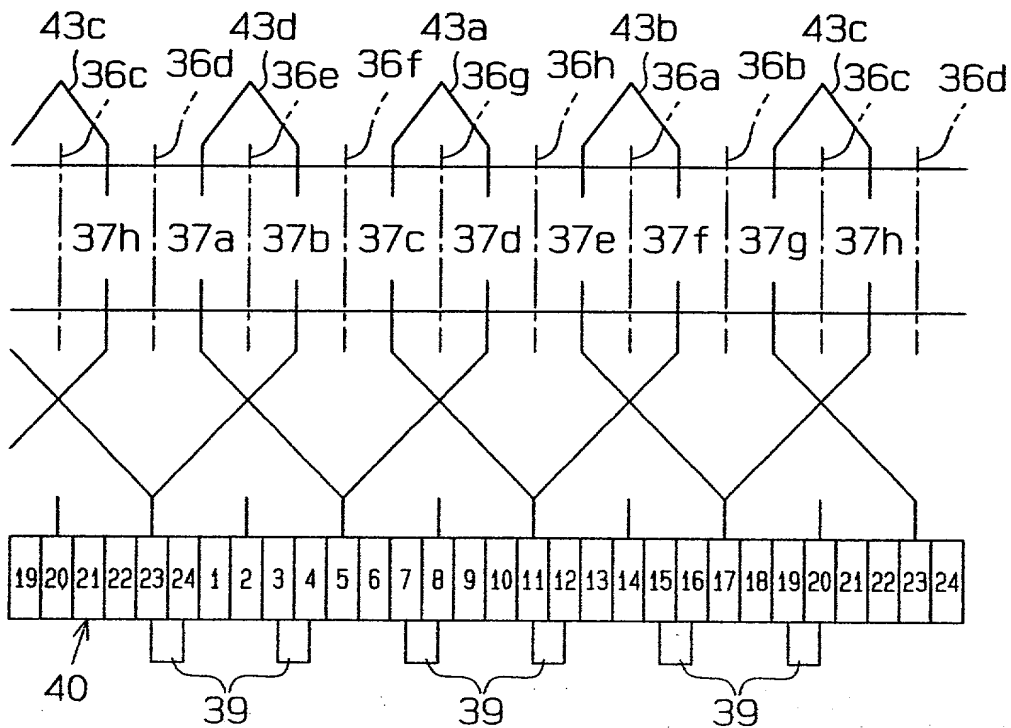 43c 43d 43a 43b 43c
36c 36d 36e 36f 36g 36h 36a 36b 36c 36d
37h 37a 37b 37c 37d 37e 37f 37g 37h
19 20 21 22 23 24 1 2 3 4 5 6 7 8 9 10 11 12 13 14 15 16 17 18 19 20 21 22 23 24
40 39 39 39